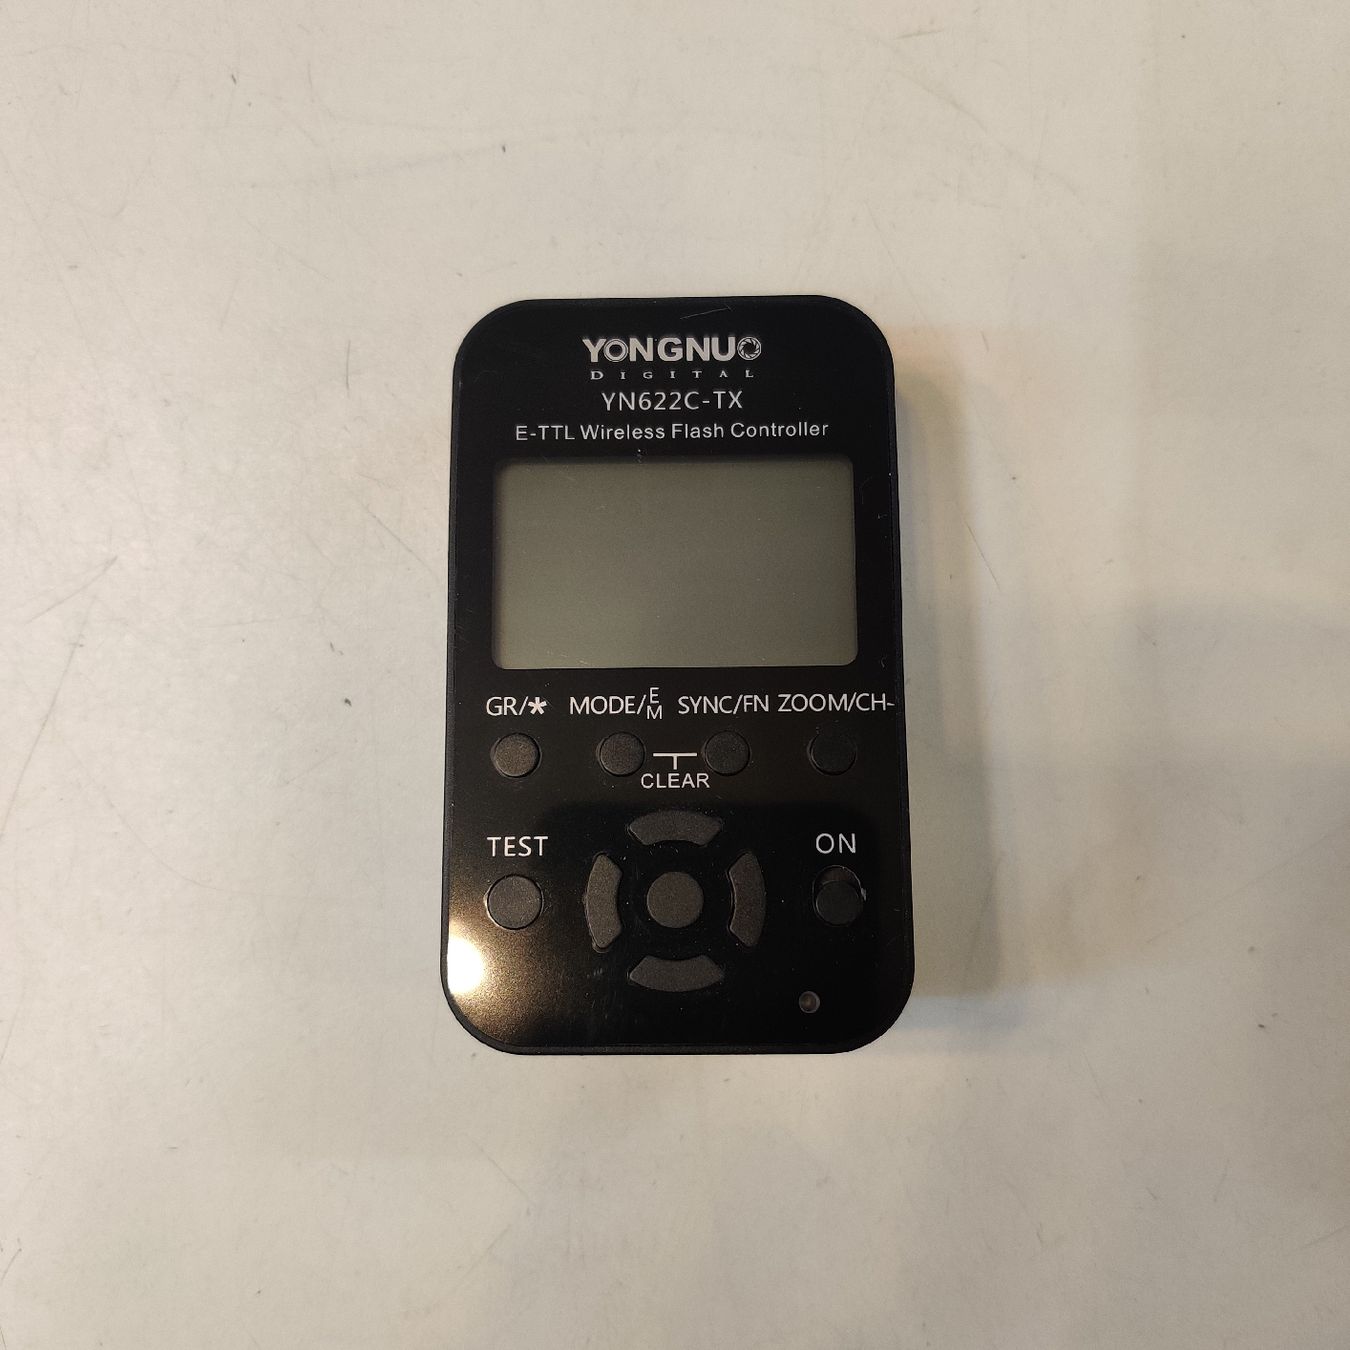 YONGNUO
DIGITAL
YN622C-TX
E-TTL Wireless Flash Controller
GR/* MODE/E/M SYNC/FN ZOOM/CH-
CLEAR
TEST ON